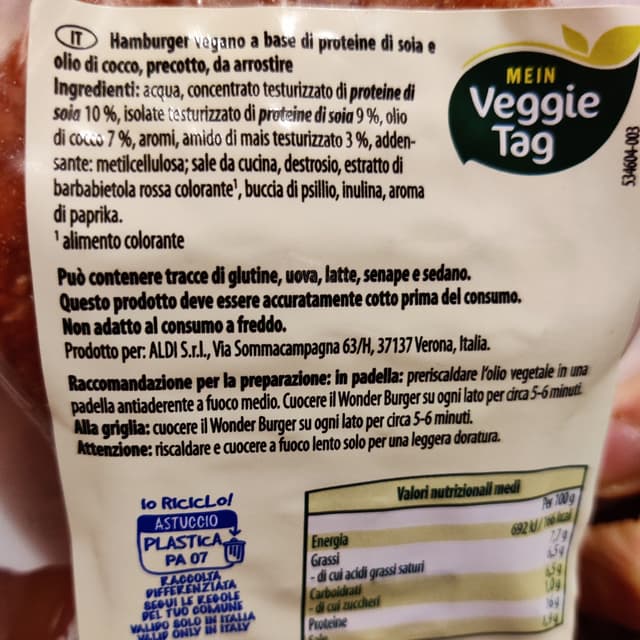 IT Hamburger vegano a base di proteine di soia e
olio di cocco, precotto, da arrostire
Ingredienti: acqua, concentrato testurizzato di proteine di
soia 10 %, isolate testurizzato di proteine di soia 9 %, olio
di cocco 7 %, aromi, amido di mais testurizzato 3 %, adden-
sante: metilcellulosa; sale da cucina, destrosio, estratto di
barbabietola rossa colorante¹, buccia di psillio, inulina, aroma
di paprika.
¹ alimento colorante
MEIN
Veggie
Tag
534604-003
Può contenere tracce di glutine, uova, latte, senape e sedano.
Questo prodotto deve essere accuratamente cotto prima del consumo.
Non adatto al consumo a freddo.
Prodotto per: ALDI S.r.l., Via Sommacampagna 63/H, 37137 Verona, Italia.
Raccomandazione per la preparazione: in padella: preriscaldare l'olio vegetale in una
padella antiaderente a fuoco medio. Cuocere il Wonder Burger su ogni lato per circa 5-6 minuti.
Alla griglia: cuocere il Wonder Burger su ogni lato per circa 5-6 minuti.
Attenzione: riscaldare e cuocere a fuoco lento solo per una leggera doratura.
Io RICICLO!
ASTUCCIO
PLASTICA
PA 07
RACCOLTA
DIFFERENZIATA
SEGUI LE REGOLE
DEL TUO COMUNE
VALIDO SOLO IN ITALIA
VALID ONLY IN ITALY
Valori nutrizionali medi
Per 100 g
Energia 692 kJ /
Grassi
- di cui acidi grassi saturi
Carboidrati
- di cui zuccheri
Proteine
Sale